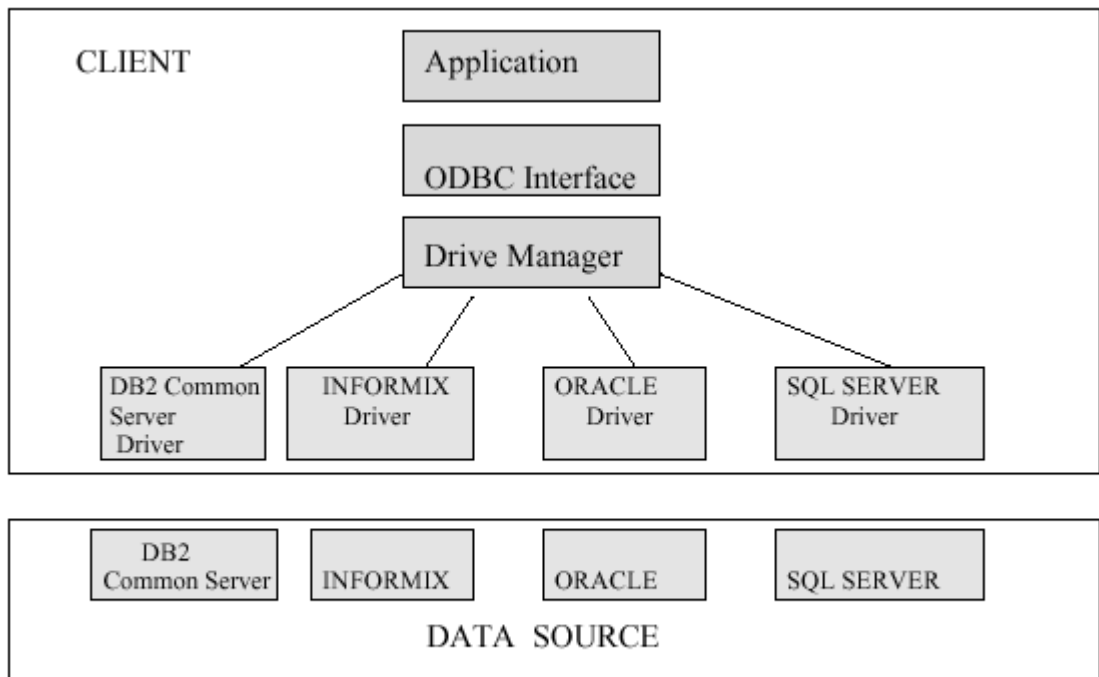 CLIENT
Application
ODBC Interface
Drive Manager
DB2 Common
Server
Driver
INFORMIX
Driver
ORACLE
Driver
SQL SERVER
Driver
DB2
Common Server
INFORMIX
ORACLE
SQL SERVER
DATA SOURCE